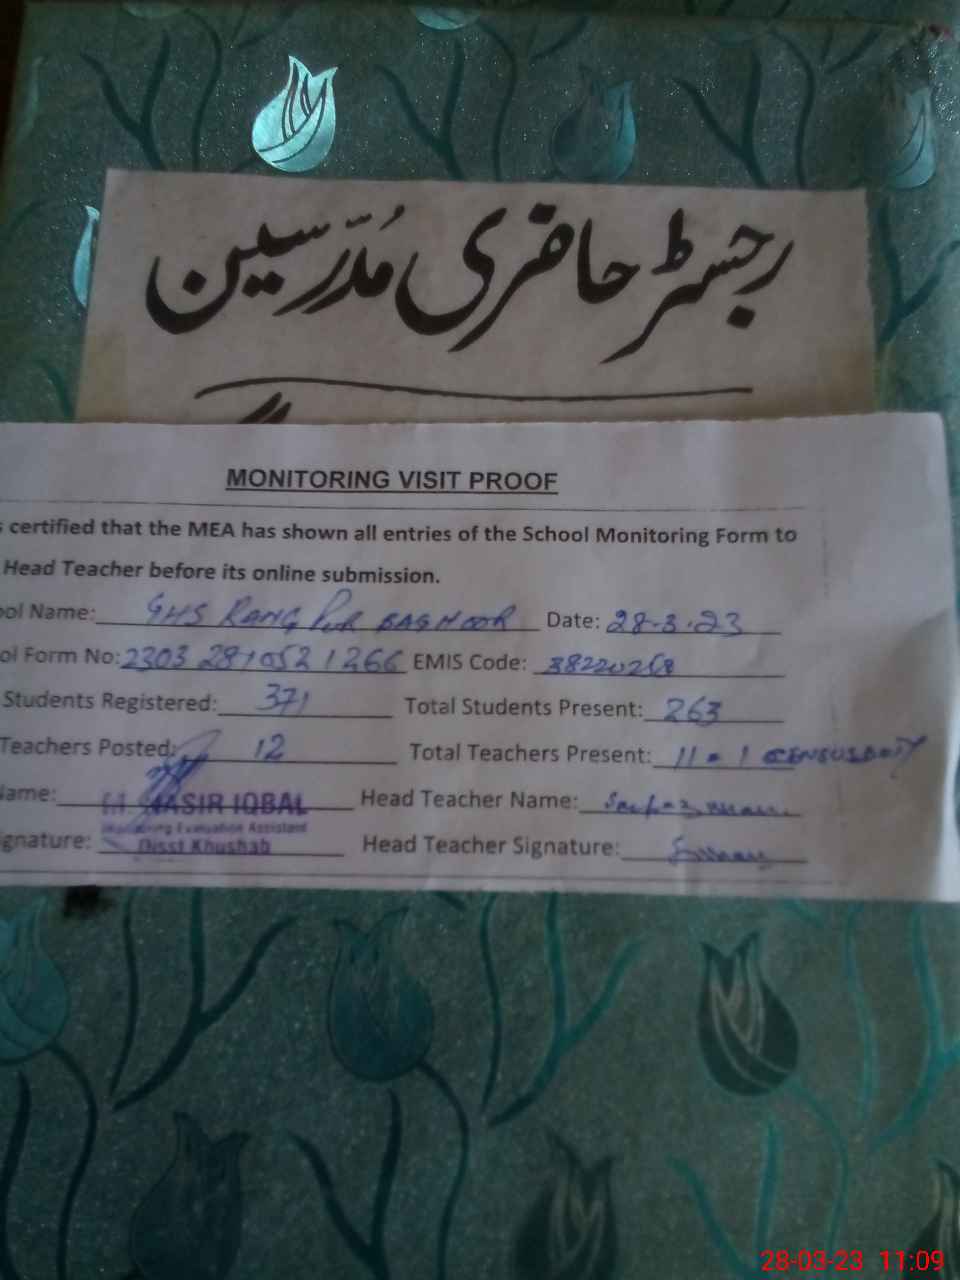 رجسٹر حاضری مُدرّسین
MONITORING VISIT PROOF
certified that the MEA has shown all entries of the School Monitoring Form to
Head Teacher before its online submission.
ool Name: GHS RANG PUR BAGHOOR Date: 28-3-23
ol Form No: 2303 281052 1266 EMIS Code: 38220268
Students Registered: 371 Total Students Present: 263
Teachers Posted: 12 Total Teachers Present: 11 - 1 CENSUS DUTY
Name: NASIR IQBAL Head Teacher Name:
Monitoring Evaluation Assistant
gnature: Disst Khushab Head Teacher Signature:
28-03-23 11:09